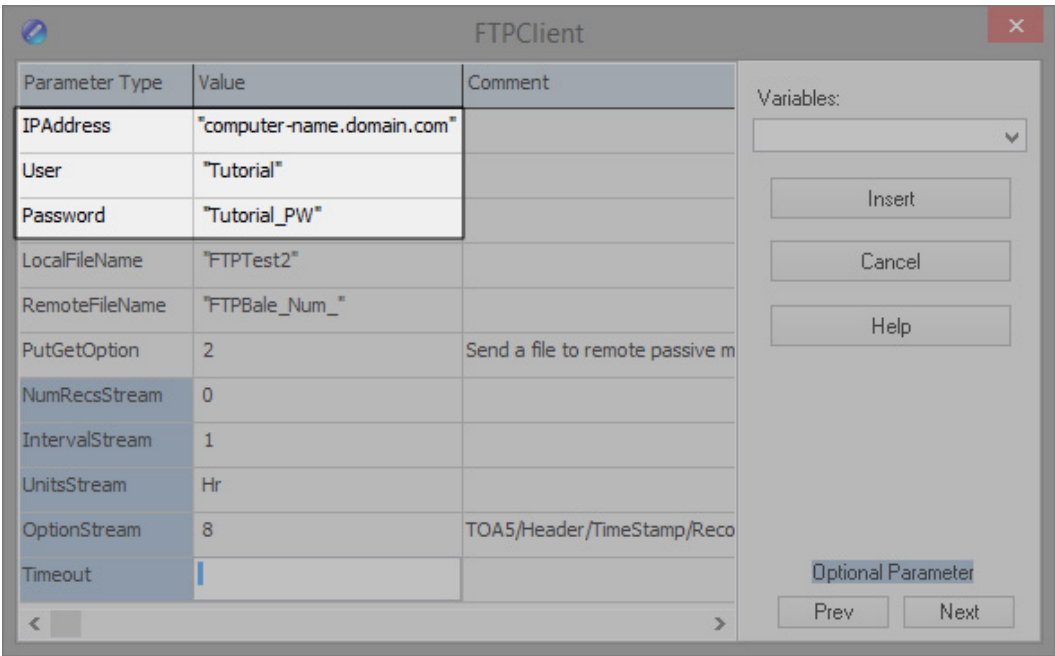 FTPClient
Parameter Type Value Comment
IPAddress "computer-name.domain.com"
User "Tutorial"
Password "Tutorial_PW"
LocalFileName "FTPTest2"
RemoteFileName "FTPBale_Num_"
PutGetOption 2 Send a file to remote passive m
NumRecsStream 0
IntervalStream 1
UnitsStream Hr
OptionStream 8 TOA5/Header/TimeStamp/Reco
Timeout
Variables:
Insert
Cancel
Help
Optional Parameter
Prev Next